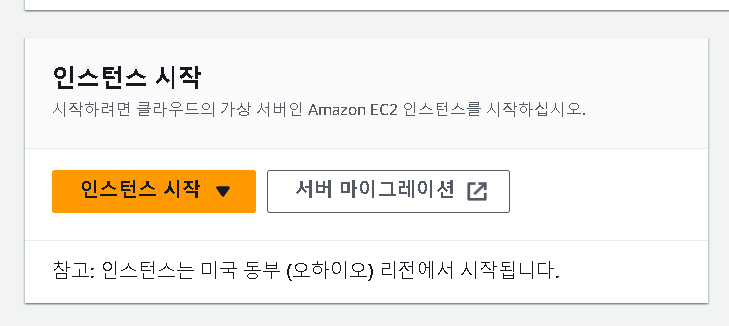 인스턴스 시작
시작하려면 클라우드의 가상 서버인 Amazon EC2 인스턴스를 시작하십시오.
인스턴스 시작
서버 마이그레이션
참고: 인스턴스는 미국 동부 (오하이오) 리전에서 시작됩니다.